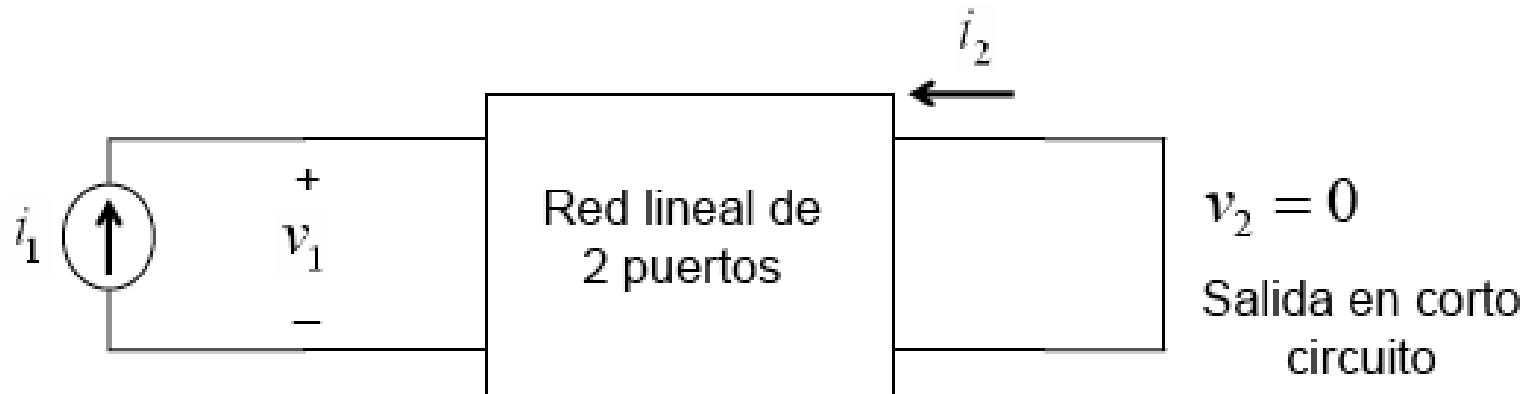 i₂
i₁
+
v₁
−
Red lineal de
2 puertos
v₂ = 0
Salida en corto
circuito